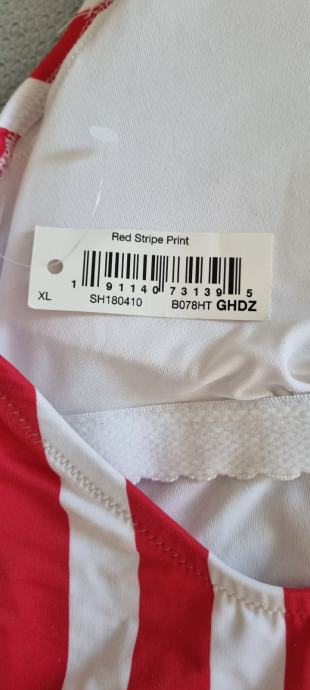 Red Stripe Print
1 91140 73139 5
XL SH180410 B078HT GHDZ